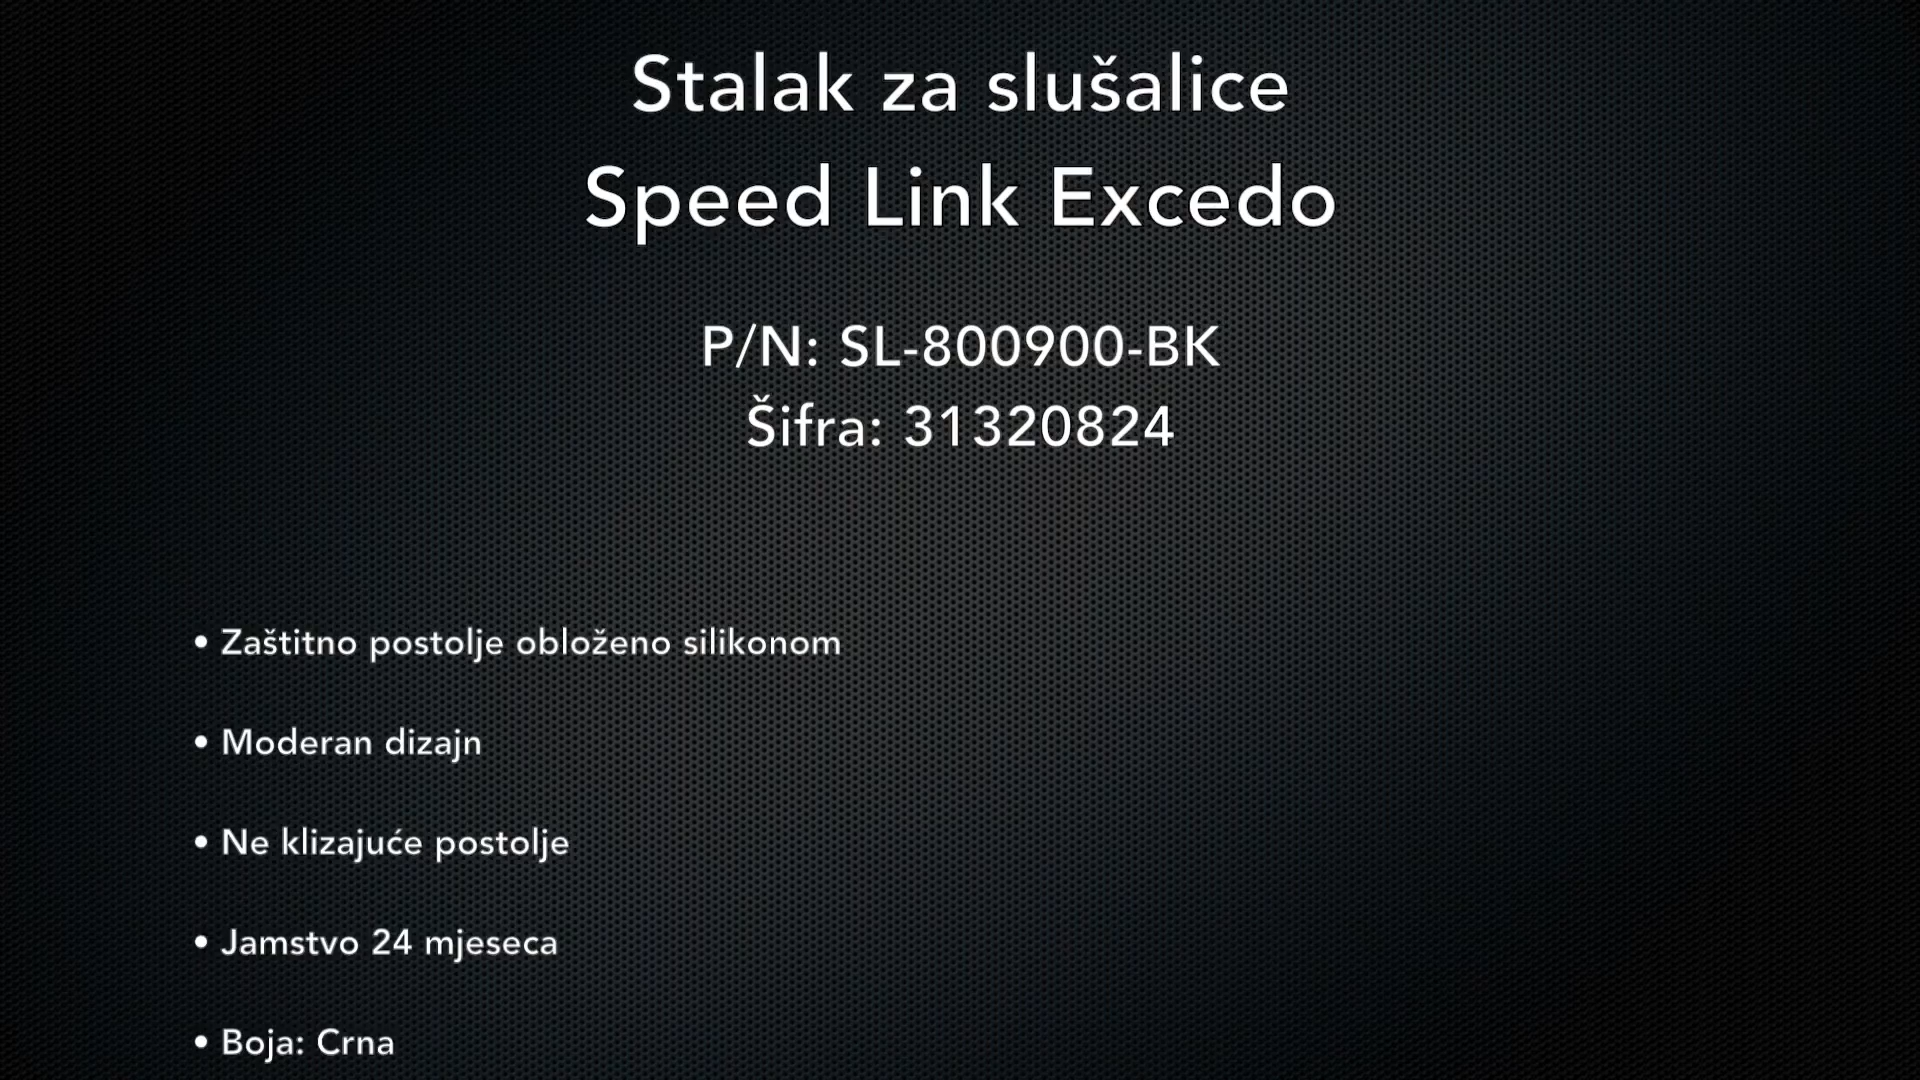 Stalak za slušalice
Speed Link Excedo
P/N: SL-800900-BK
Šifra: 31320824
• Zaštitno postolje obloženo silikonom
• Moderan dizajn
• Ne klizajuće postolje
• Jamstvo 24 mjeseca
• Boja: Crna